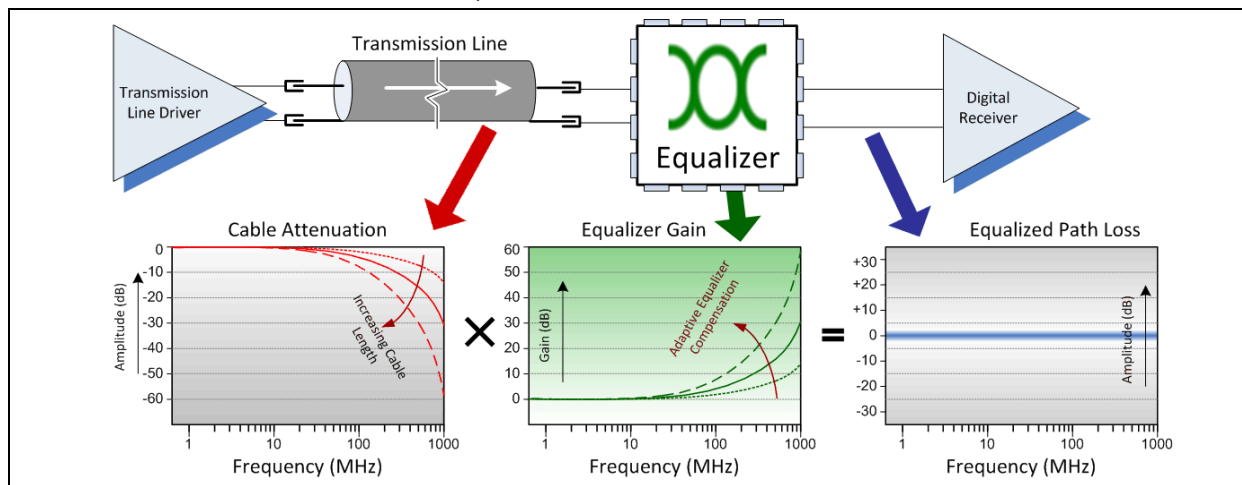 Transmission Line
Transmission
Line Driver
Equalizer
Digital
Receiver
Cable Attenuation
Equalizer Gain
Equalized Path Loss
0
-10
-20
-30
-40
-50
-60
Amplitude (dB)
Increasing Cable
Length
1
10
100
1000
Frequency (MHz)
×
60
50
40
30
20
10
0
Gain (dB)
Adaptive Equalizer
Compensation
1
10
100
1000
Frequency (MHz)
=
+30
+20
+10
0
-5
-20
-30
Amplitude (dB)
1
10
100
1000
Frequency (MHz)